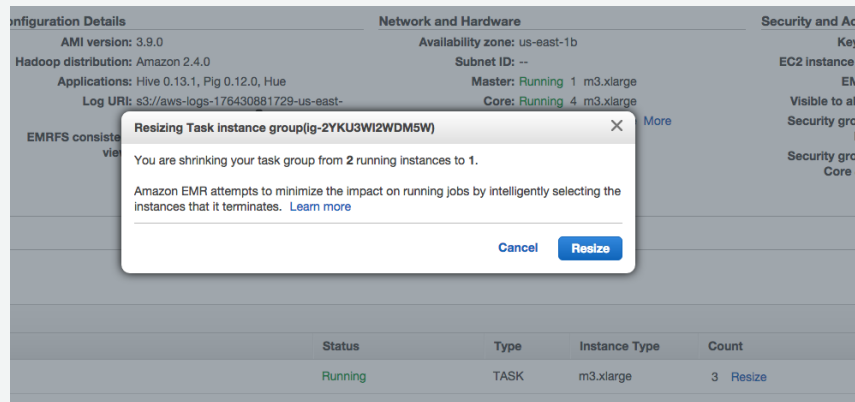 Configuration Details Network and Hardware Security and Ac
AMI version: 3.9.0 Availability zone: us-east-1b Key
Hadoop distribution: Amazon 2.4.0 Subnet ID: -- EC2 instance
Applications: Hive 0.13.1, Pig 0.12.0, Hue Master: Running 1 m3.xlarge EM
Log URI: s3://aws-logs-176430881729-us-east- Core: Running 4 m3.xlarge Visible to al
Resizing Task instance group(ig-2YKU3WI2WDM5W) ×
More Security gro
EMRFS consiste
view
You are shrinking your task group from 2 running instances to 1.
Security gro
Core
Amazon EMR attempts to minimize the impact on running jobs by intelligently selecting the
instances that it terminates. Learn more
Cancel Resize
Status Type Instance Type Count
Running TASK m3.xlarge 3 Resize